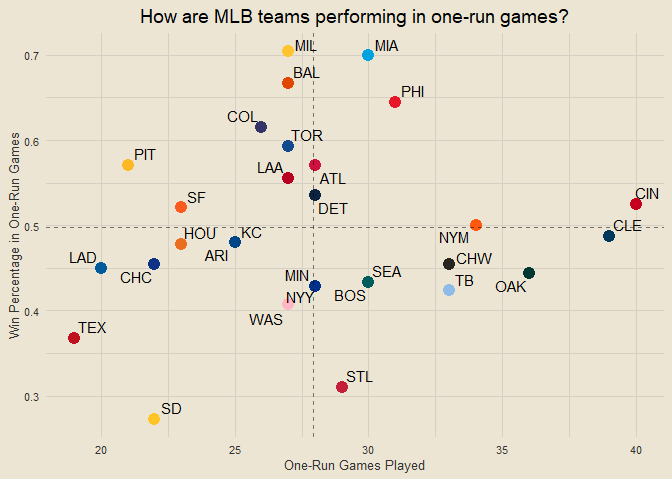 How are MLB teams performing in one-run games?
Win Percentage in One-Run Games
0.7
0.6
0.5
0.4
0.3
MIL
MIA
BAL
PHI
COL
TOR
PIT
LAA
ATL
SF
DET
CIN
HOU
KC
NYM
CLE
ARI
LAD
CHC
MIN
SEA
CHW
TB
OAK
NYY
BOS
WAS
TEX
STL
SD
20
25
30
35
40
One-Run Games Played